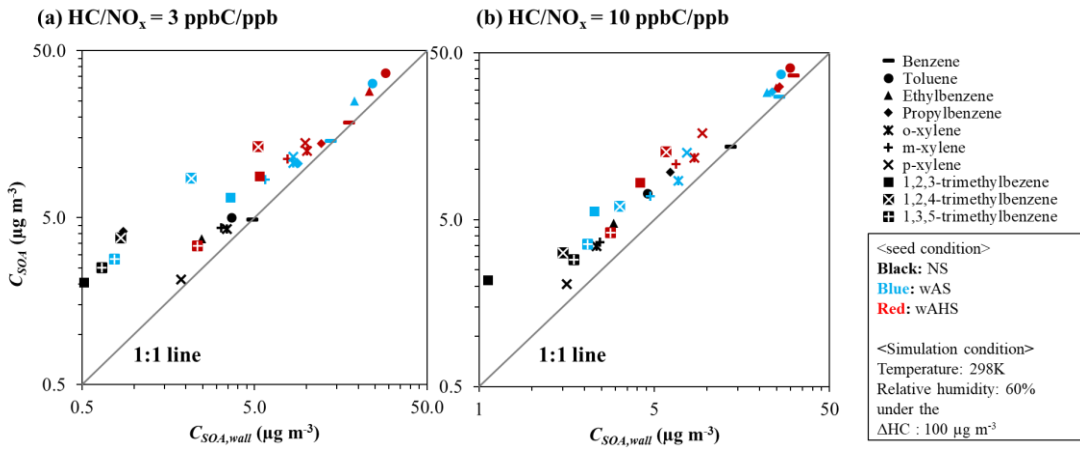 (a) HC/NOx = 3 ppbC/ppb
(b) HC/NOx = 10 ppbC/ppb
50.0
5.0
0.5
CSOA (µg m-3)
1:1 line
0.5
5.0
50.0
CSOA,wall (µg m-3)
50.0
5.0
0.5
1:1 line
1
5
50
CSOA,wall (µg m-3)
Benzene
Toluene
Ethylbenzene
Propylbenzene
o-xylene
m-xylene
p-xylene
1,2,3-trimethylbezene
1,2,4-trimethylbenzene
1,3,5-trimethylbenzene
<seed condition>
Black: NS
Blue: wAS
Red: wAHS
<Simulation condition>
Temperature: 298K
Relative humidity: 60%
under the
ΔHC : 100 µg m-3